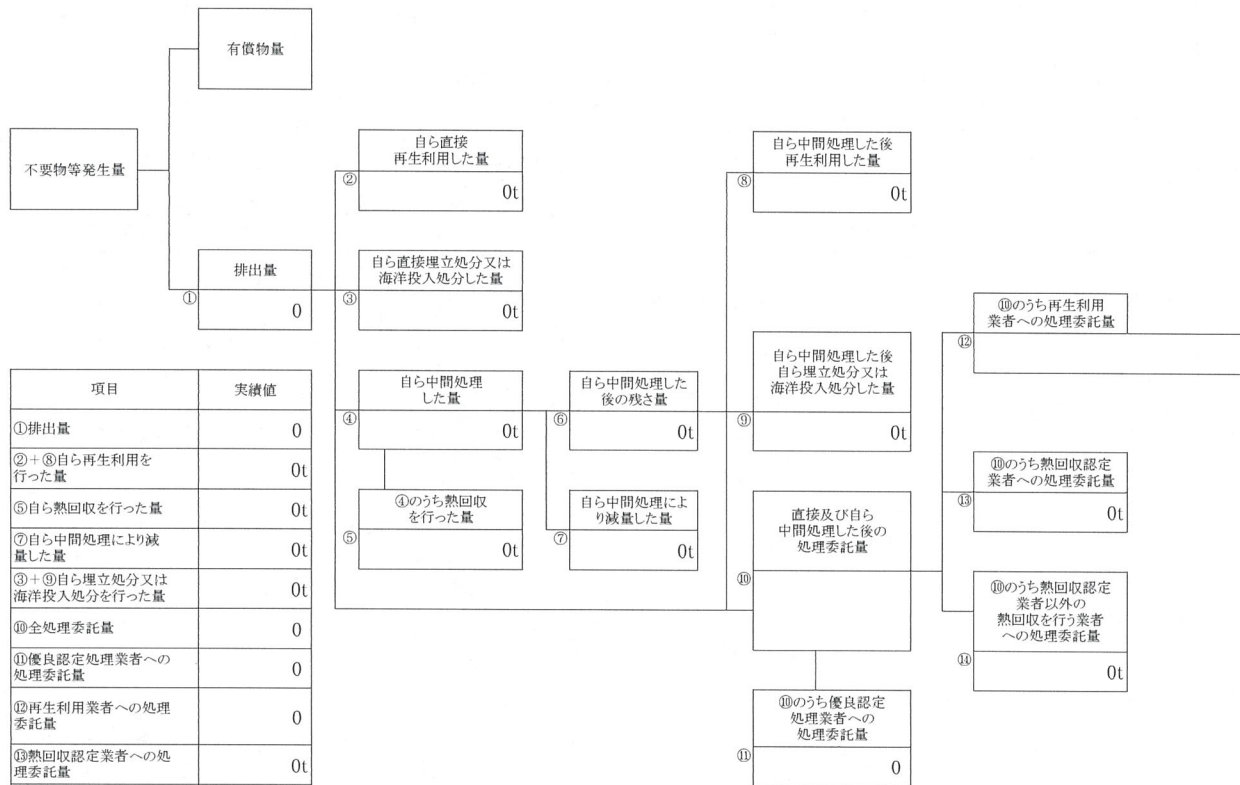 有償物量
不要物等発生量
排出量
①
0
自ら直接
再生利用した量
②
0t
自ら直接埋立処分又は
海洋投入処分した量
③
0t
自ら中間処理
した量
④
0t
④のうち熱回収
を行った量
⑤
0t
自ら中間処理した
後の残さ量
⑥
0t
自ら中間処理によ
り減量した量
⑦
0t
自ら中間処理した後
再生利用した量
⑧
0t
自ら中間処理した後
自ら埋立処分又は
海洋投入処分した量
⑨
0t
直接及び自ら
中間処理した後の
処理委託量
⑩
⑩のうち優良認定
処理業者への
処理委託量
⑪
0
⑩のうち再生利用
業者への処理委託量
⑫
⑩のうち熱回収認定
業者への処理委託量
⑬
0t
⑩のうち熱回収認定
業者以外の
熱回収を行う業者
への処理委託量
⑭
0t
項目 実績値
①排出量 0
②+⑧自ら再生利用を
行った量 0t
⑤自ら熱回収を行った量 0t
⑦自ら中間処理により減
量した量 0t
③+⑨自ら埋立処分又は
海洋投入処分を行った量 0t
⑩全処理委託量 0
⑪優良認定処理業者への
処理委託量 0
⑫再生利用業者への処理
委託量 0
⑬熱回収認定業者への処
理委託量 0t